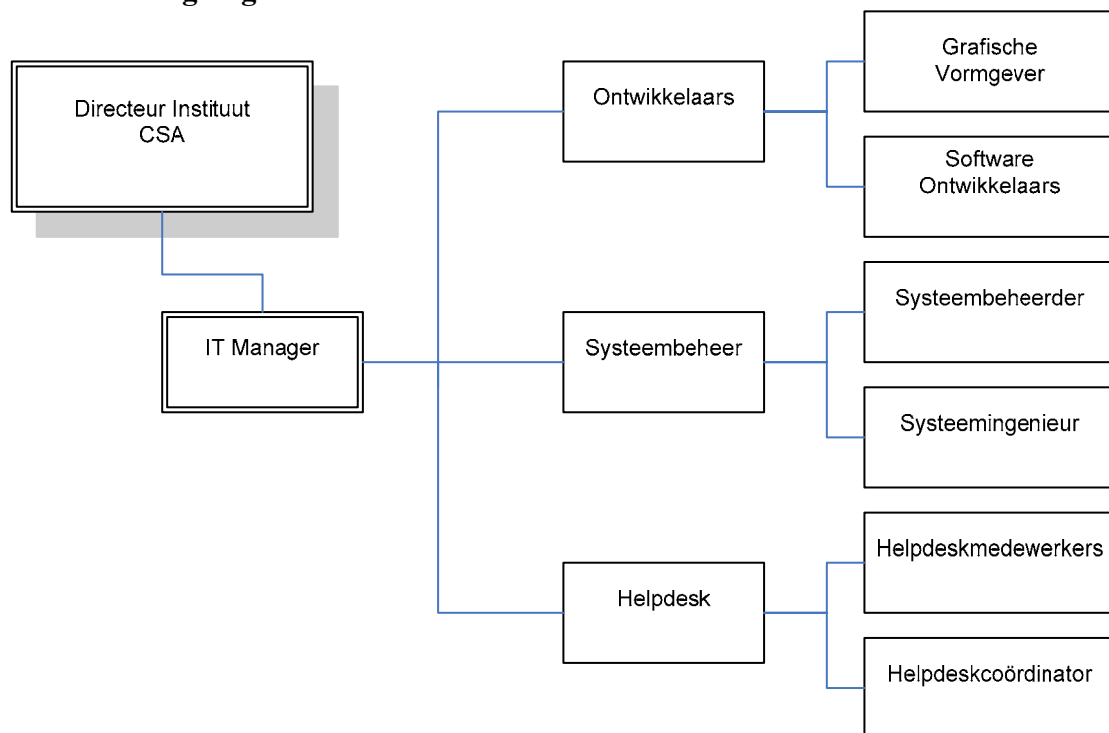 Directeur Instituut
CSA
IT Manager
Ontwikkelaars
Grafische
Vormgever
Software
Ontwikkelaars
Systeembeheer
Systeembeheerder
Systeemingenieur
Helpdesk
Helpdeskmedewerkers
Helpdeskcoördinator